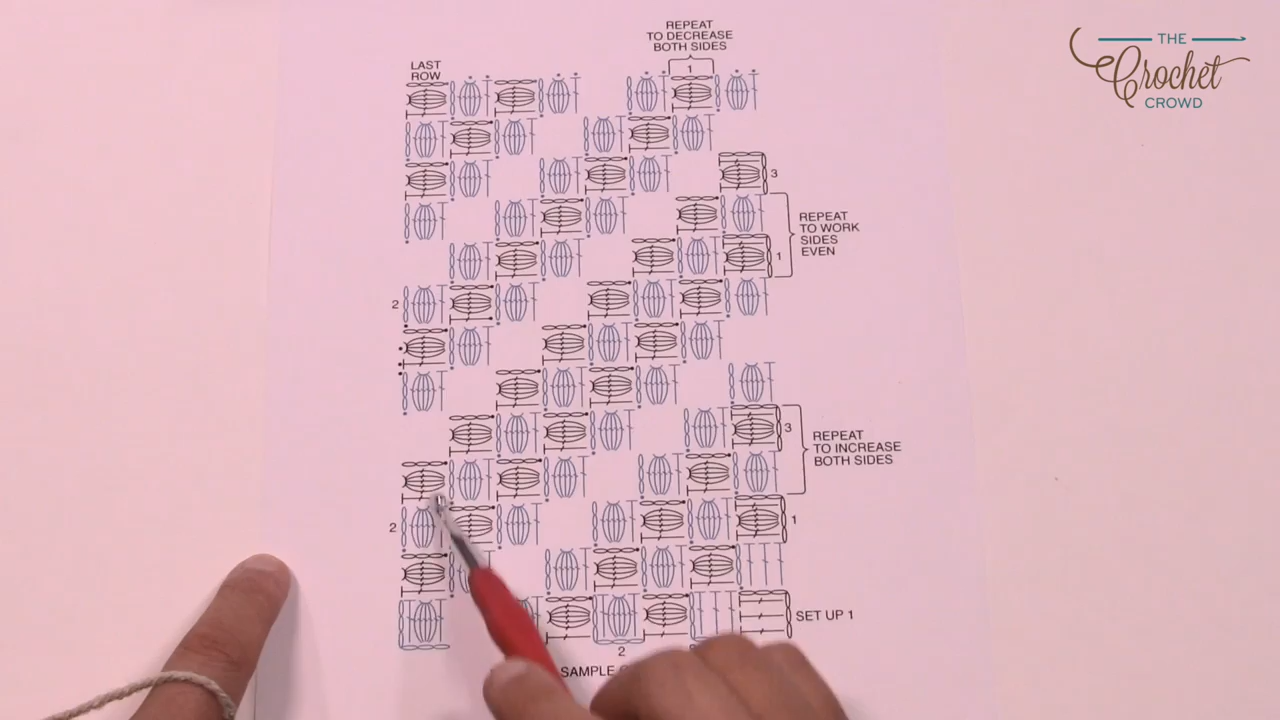 REPEAT
TO DECREASE
BOTH SIDES
1
LAST
ROW
THE
Crochet
CROWD
3
REPEAT
TO WORK
SIDES
EVEN
1
2
3
REPEAT
TO INCREASE
BOTH SIDES
2
1
SET UP 1
2
SAMPLE